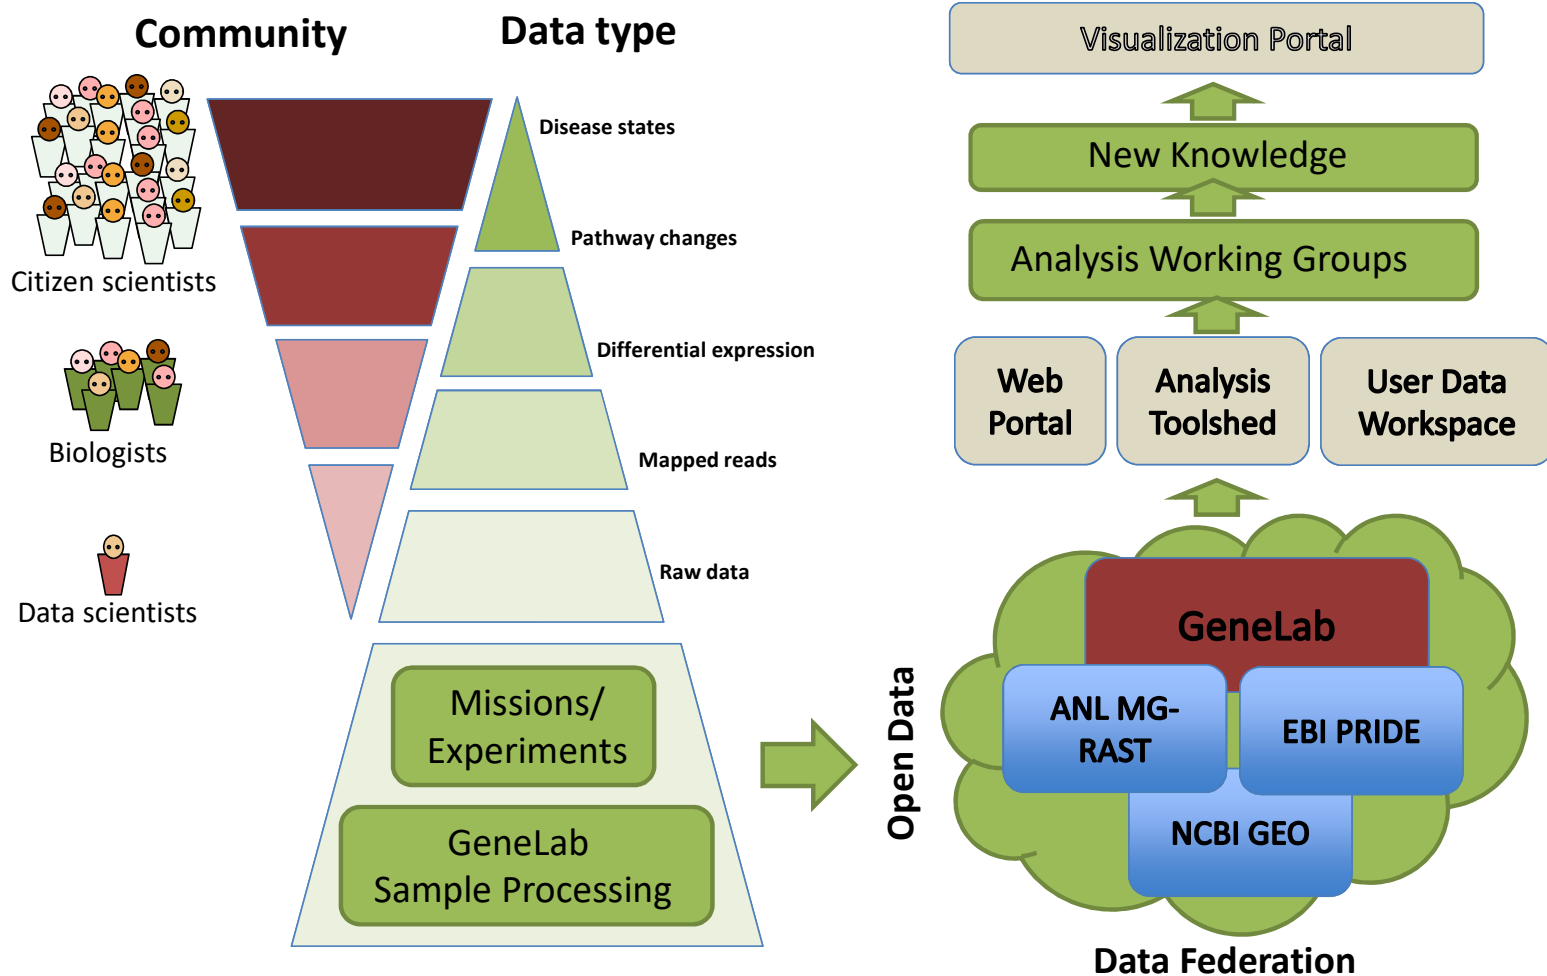 Community
Data type
Disease states
Pathway changes
Differential expression
Mapped reads
Raw data
Citizen scientists
Biologists
Data scientists
Missions/
Experiments
GeneLab
Sample Processing
Visualization Portal
New Knowledge
Analysis Working Groups
Web
Portal
Analysis
Toolshed
User Data
Workspace
Open Data
GeneLab
ANL MG-
RAST
EBI PRIDE
NCBI GEO
Data Federation